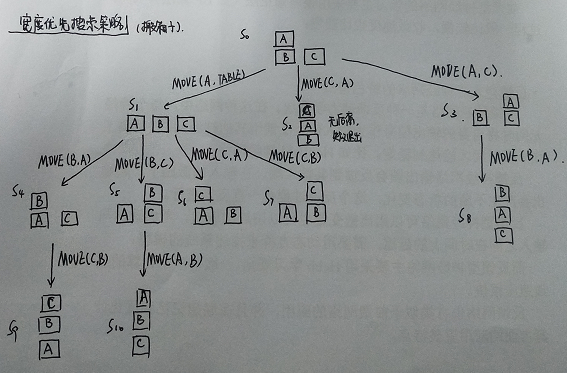 宽度优先搜索策略 (搬箱子).
S0
A
B C
MOVE(A, TABLE)
MOVE(C, A)
MOVE(A, C).
S1
A B C
S2
C
A
B
无后裔,
S3.
A
B C
MOVE(B,A)
MOVE(B,C)
MOVE(C,A)
MOVE(C,B)
MOVE(B,A).
S4
B
A C
S5
B
A C
S6
C
A B
S7
C
A B
S8
B
A
C
MOVE(C,B)
MOVE(A,B)
S9
C
B
A
S10
A
B
C